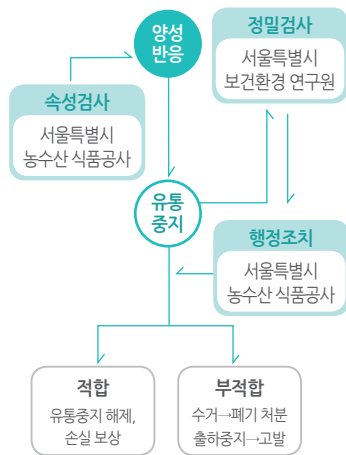 양성
반응
정밀검사
서울특별시
보건환경 연구원
속성검사
서울특별시
농수산 식품공사
유통
중지
행정조치
서울특별시
농수산 식품공사
적합
유통중지 해제,
손실 보상
부적합
수거→폐기 처분
출하중지→고발